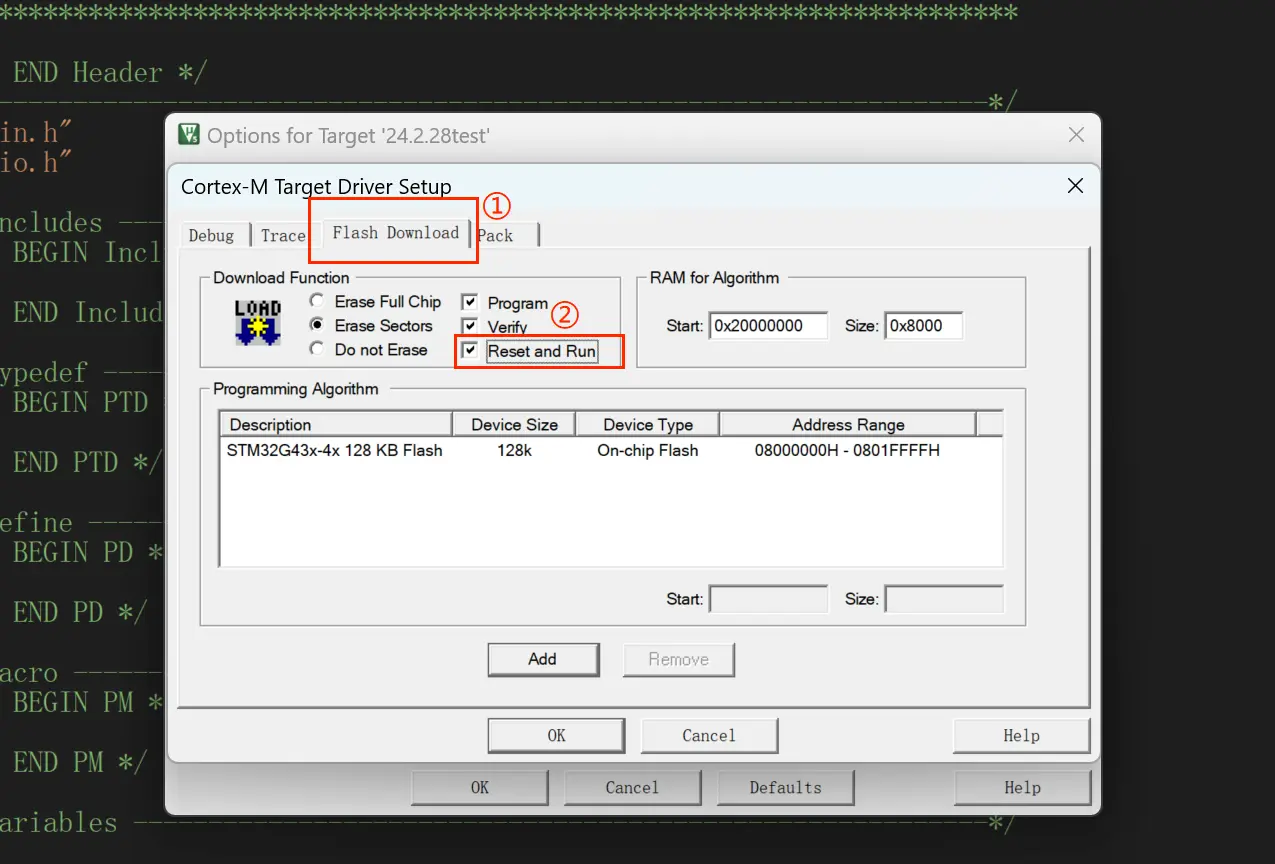 **********************************************************************
END Header */
--------------------------------------------------------------------*/
in.h"
io.h"
ncludes ---
BEGIN Incl
END Includ
ypedef ----
BEGIN PTD
END PTD */
efine -----
BEGIN PD *
END PD */
acro ------
BEGIN PM *
END PM */
ariables ---------------------------------------------------------*/
Options for Target '24.2.28test'
Cortex-M Target Driver Setup
①
Debug Trace Flash Download Pack
Download Function
LOAD
Erase Full Chip
Erase Sectors
Do not Erase
Program
②
Verify
Reset and Run
RAM for Algorithm
Start: 0x20000000 Size: 0x8000
Programming Algorithm
Description Device Size Device Type Address Range
STM32G43x-4x 128 KB Flash 128k On-chip Flash 08000000H - 0801FFFFH
Start: Size:
Add Remove
OK Cancel Help
OK Cancel Defaults Help